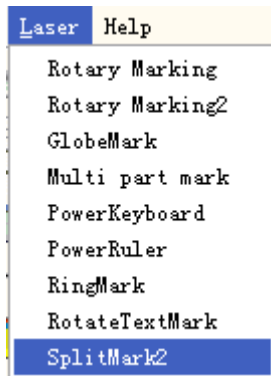 Laser Help
Rotary Marking
Rotary Marking2
GlobeMark
Multi part mark
PowerKeyboard
PowerRuler
RingMark
RotateTextMark
SplitMark2